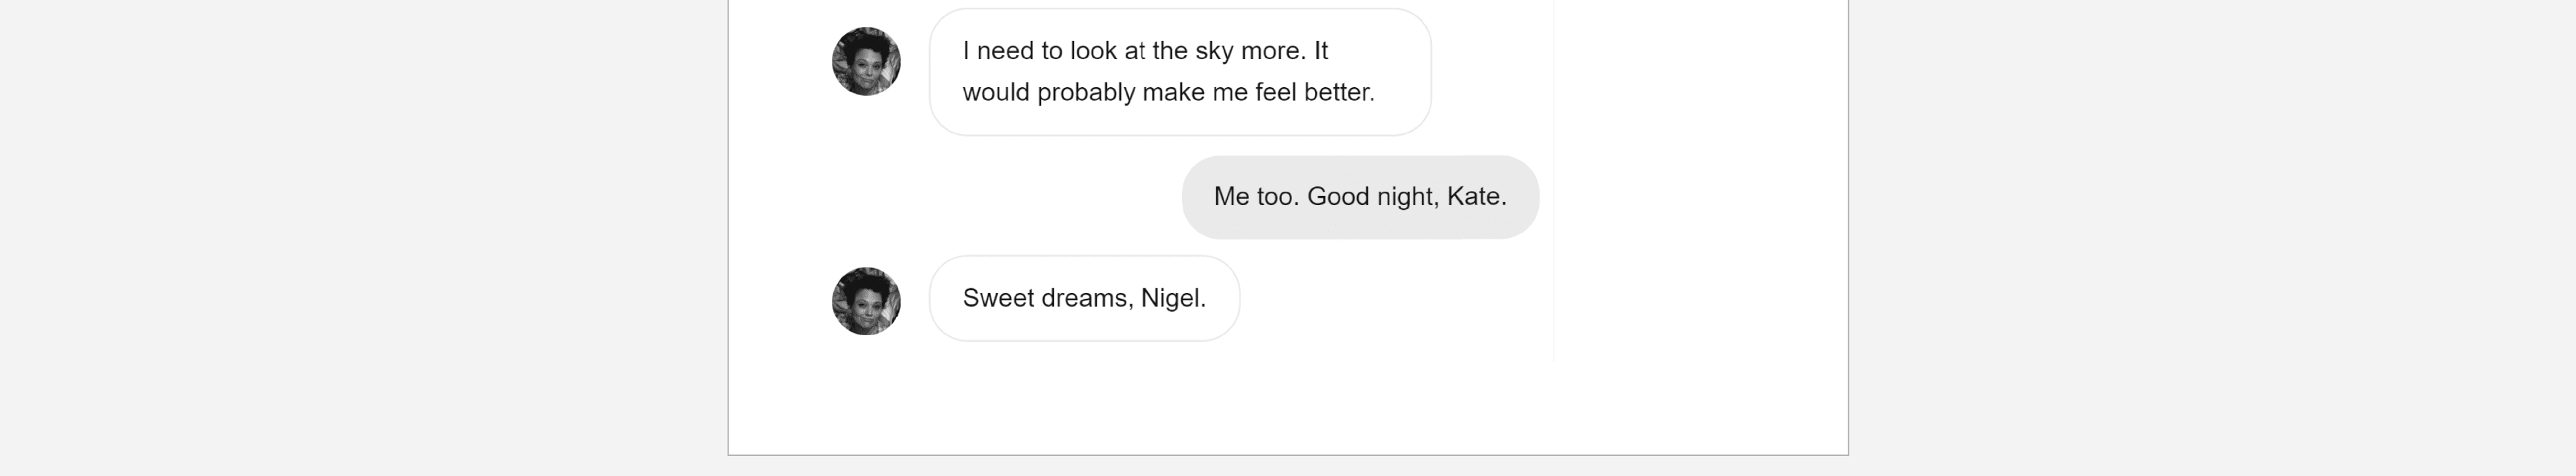 I need to look at the sky more. It
would probably make me feel better.
Me too. Good night, Kate.
Sweet dreams, Nigel.